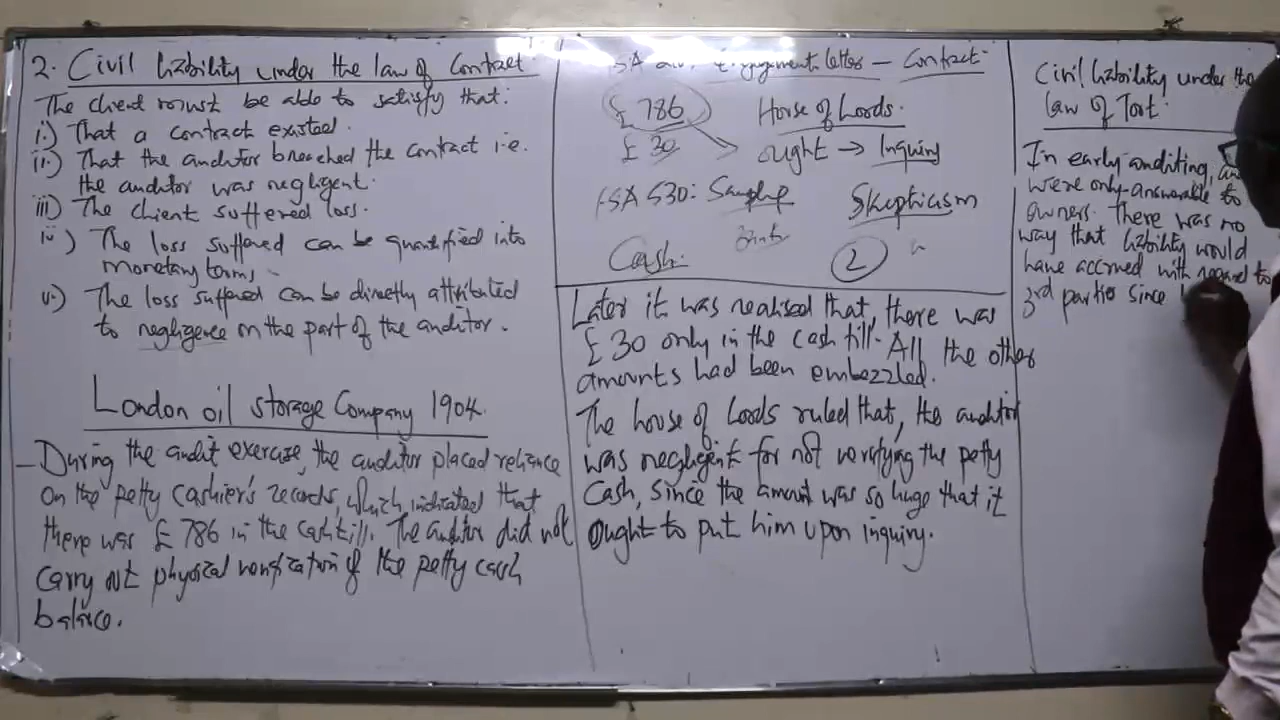 2. Civil liability under the law of Contract
The client must be able to satisfy that:
i.) That a contract existed.
ii.) That the auditor breached the contract i.e.
the auditor was negligent.
iii) The client suffered loss.
iv) The loss suffered can be quantified into
monetary terms
v.) The loss suffered can be directly attributed
to negligence on the part of the auditor.
London oil storage Company 1904.
- During the audit exercise, the auditor placed reliance
on the petty cashier's records, which indicated that
there was £ 786 in the cash till. The auditor did not
carry out physical verification of the petty cash
balance.
Engagement letter – Contract
£ 786 House of Lords.
£ 30 ought → Inquiry
ISA 530: Sample Skepticism
Cash: 2
Later it was realised that, there was
£ 30 only in the cash till. All the other
amounts had been embezzled.
The house of Lords ruled that, the auditor
was negligent for not verifying the petty
Cash, since the amount was so huge that it
ought to put him upon inquiry.
Civil liability under the
law of Tort.
In early auditing,
were only answerable to
owners. There was no
way that liability would
have accrued with regard to
3rd parties since